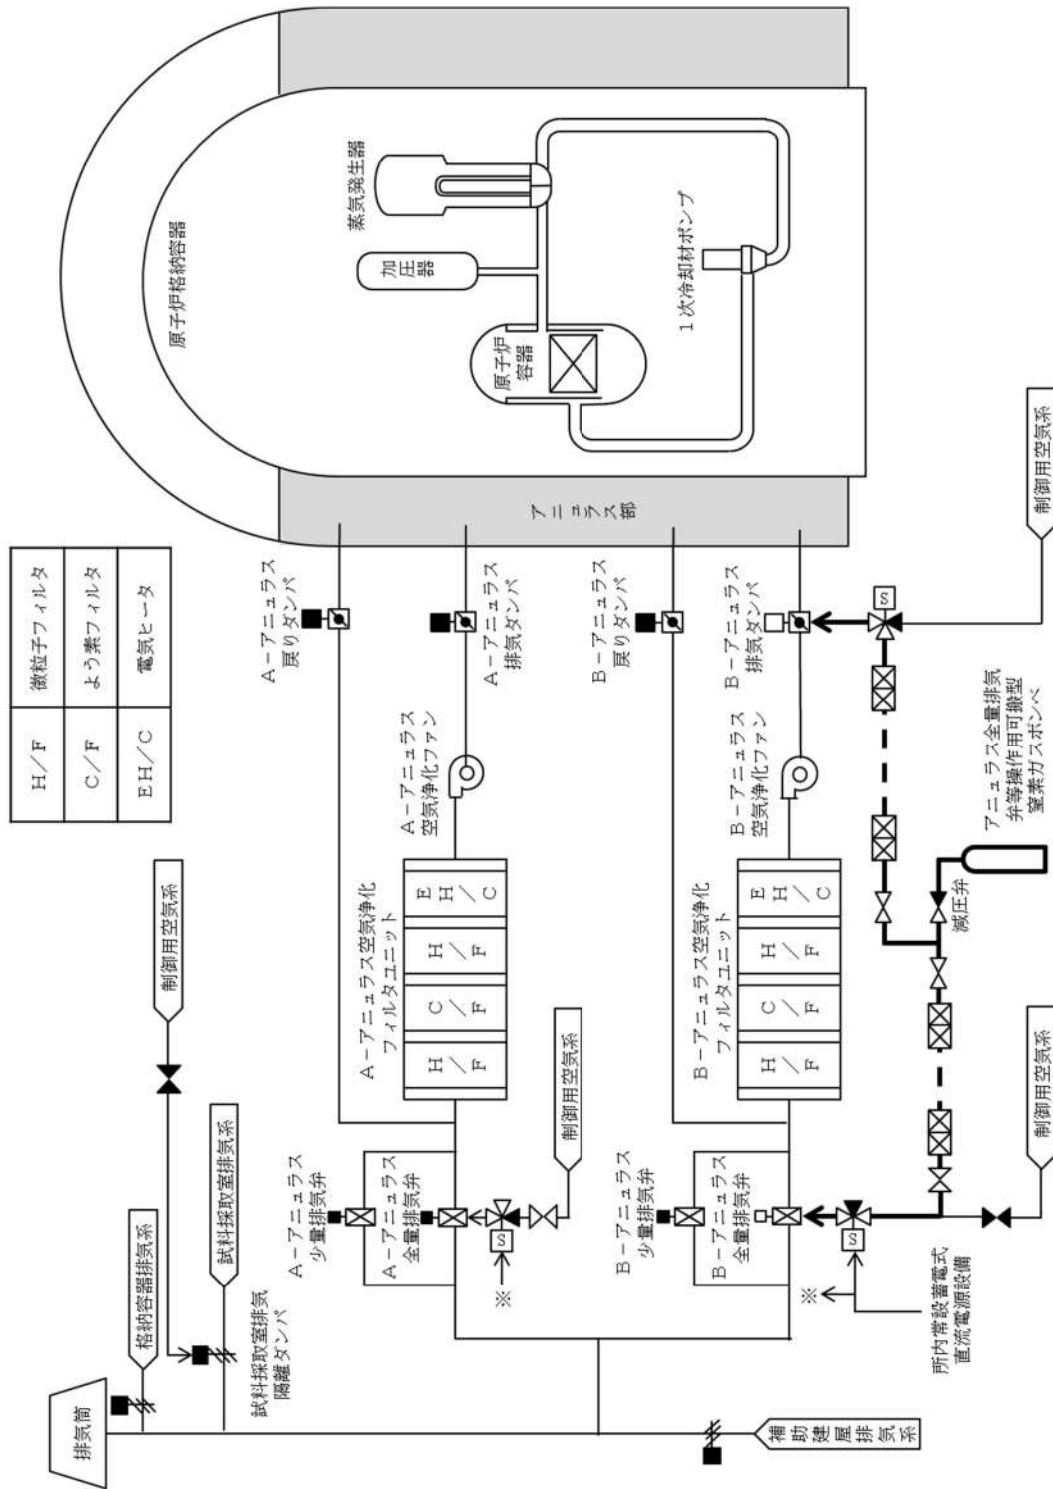 H/F
微粒子フィルタ
C/F
よう素フィルタ
EH/C
電気ヒータ
原子炉格納容器
蒸気発生器
加圧器
原子炉
容器
1次冷却材ポンプ
アニュラス部
A-アニュラス
戻りダンパ
A-アニュラス
排気ダンパ
B-アニュラス
戻りダンパ
B-アニュラス
排気ダンパ
A-アニュラス
空気浄化ファン
B-アニュラス
空気浄化ファン
A-アニュラス空気浄化
フィルタユニット
H/F
C/F
H/F
EH/C
B-アニュラス空気浄化
フィルタユニット
H/F
C/F
H/F
EH/C
A-アニュラス
少量排気弁
A-アニュラス
全量排気弁
B-アニュラス
少量排気弁
B-アニュラス
全量排気弁
S
※
制御用空気系
S
※
所内常設蓄電式
直流電源設備
制御用空気系
S
制御用空気系
アニュラス全量排気
弁等操作用可搬型
窒素ガスボンベ
減圧弁
制御用空気系
格納容器排気系
試料採取室排気系
試料採取室排気
隔離ダンパ
排気筒
補助建屋排気系